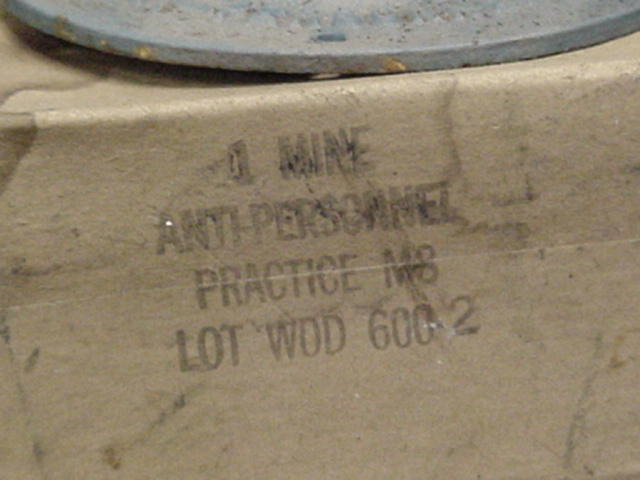 1 MINE
ANTI-PERSONNEL
PRACTICE M8
LOT WOD 600-2